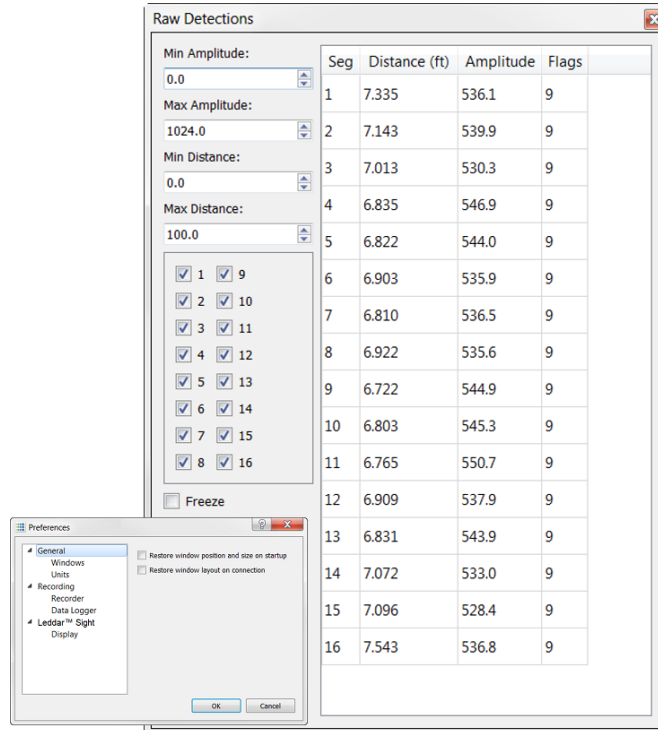 Raw Detections
Min Amplitude:
0.0
Max Amplitude:
1024.0
Min Distance:
0.0
Max Distance:
100.0
1 9
2 10
3 11
4 12
5 13
6 14
7 15
8 16
Freeze
Seg Distance (ft) Amplitude Flags
1 7.335 536.1 9
2 7.143 539.9 9
3 7.013 530.3 9
4 6.835 546.9 9
5 6.822 544.0 9
6 6.903 535.9 9
7 6.810 536.5 9
8 6.922 535.6 9
9 6.722 544.9 9
10 6.803 545.3 9
11 6.765 550.7 9
12 6.909 537.9 9
13 6.831 543.9 9
14 7.072 533.0 9
15 7.096 528.4 9
16 7.543 536.8 9
Preferences
General
Windows
Units
Recording
Recorder
Data Logger
Leddar™ Sight
Display
Restore window position and size on startup
Restore window layout on connection
OK Cancel